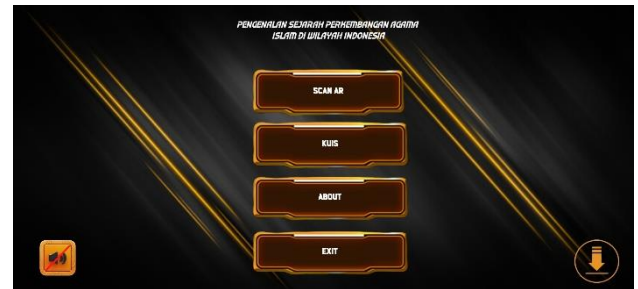 PENGENALAN SEJARAH PERKEMBANGAN AGAMA
ISLAM DI WILAYAH INDONESIA
SCAN AR
KUIS
ABOUT
EXIT